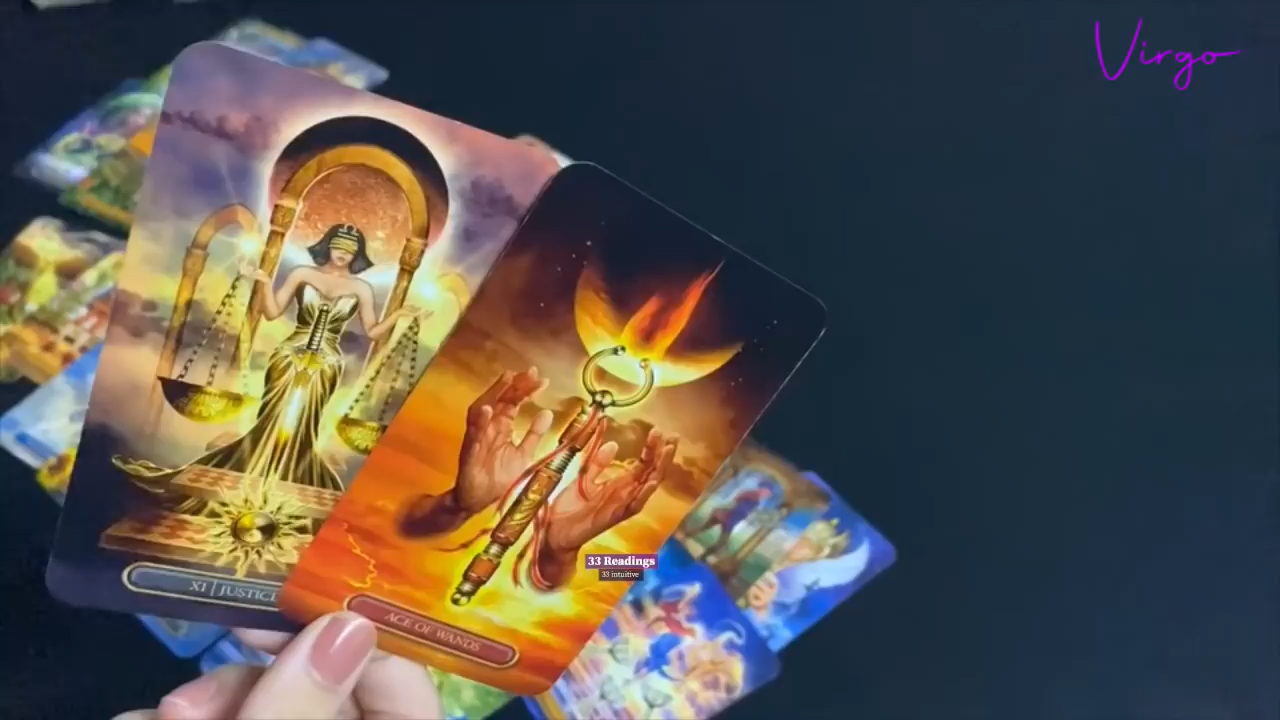 Virgo
XI | JUSTICE
ACE OF WANDS
33 Readings
33 intuitive